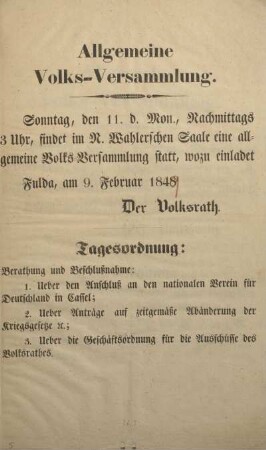 Allgemeine
Volks-Versammlung.
Sonntag, den 11. d. Mon., Nachmittags
3 Uhr, findet im N. Wahlerschen Saale eine all-
gemeine Volks Versammlung statt, wozu einladet
Fulda, am 9. Februar 1848
Der Volksrath.
Tagesordnung:
Berathung und Beschlußnahme:
1. Ueber den Anschluß an den nationalen Verein für
Deutschland in Cassel;
2. Ueber Anträge auf zeitgemäße Abänderung der
Kriegsgesetze ꝛc.;
3. Ueber die Geschäftsordnung für die Ausschüsse des
Volksrathes.